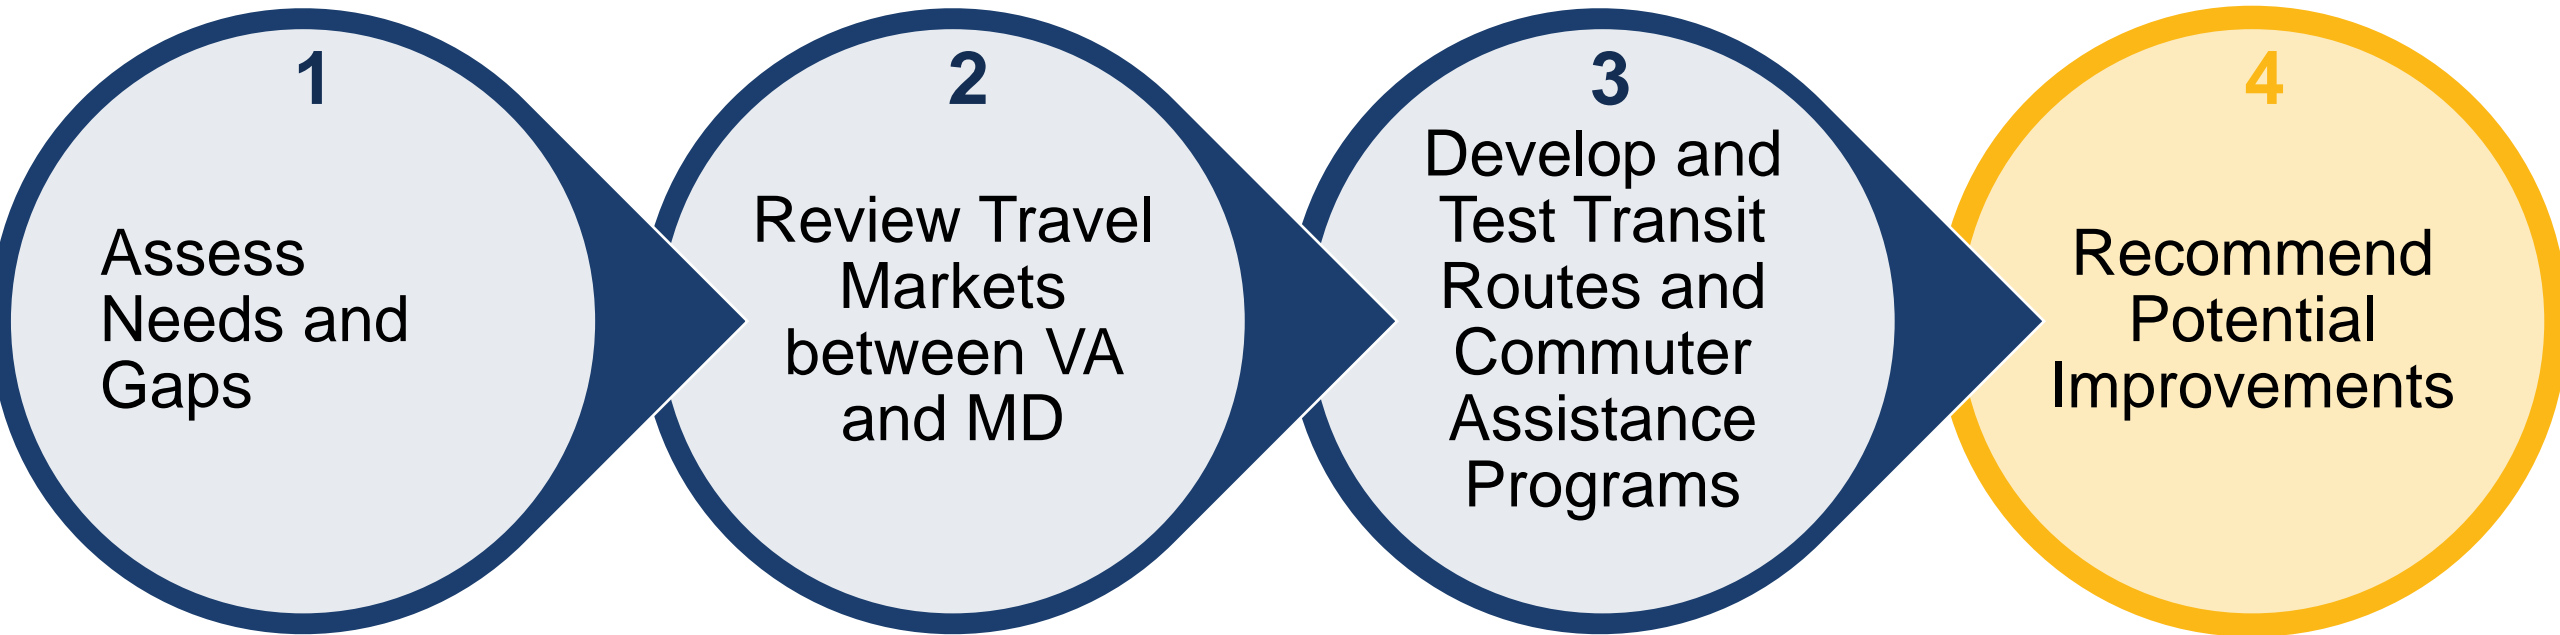 1
Assess
Needs and
Gaps
2
Review Travel
Markets
between VA
and MD
3
Develop and
Test Transit
Routes and
Commuter
Assistance
Programs
4
Recommend
Potential
Improvements